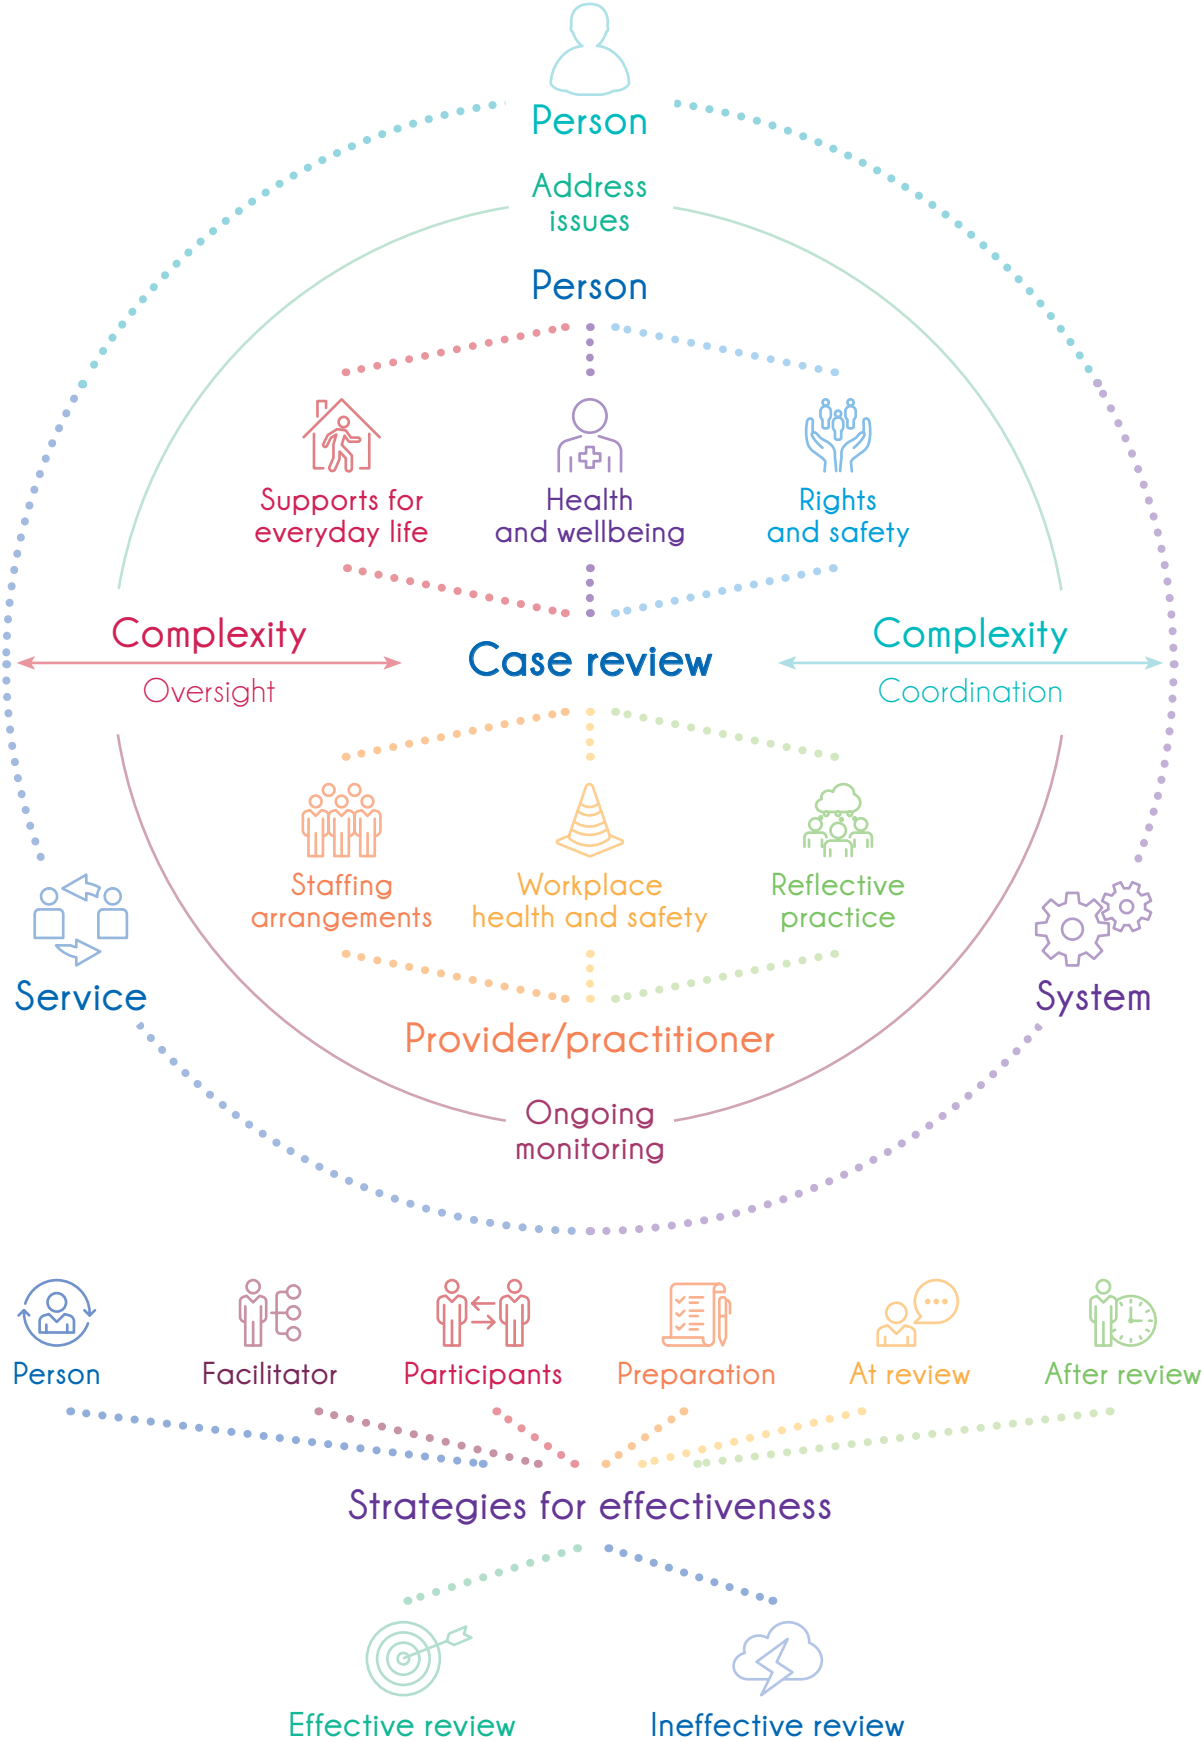 Person
Address
issues
Person
Supports for
everyday life
Health
and wellbeing
Rights
and safety
Complexity
Oversight
Case review
Complexity
Coordination
Staffing
arrangements
Workplace
health and safety
Reflective
practice
Service
System
Provider/practitioner
Ongoing
monitoring
Person
Facilitator
Participants
Preparation
At review
After review
Strategies for effectiveness
Effective review
Ineffective review